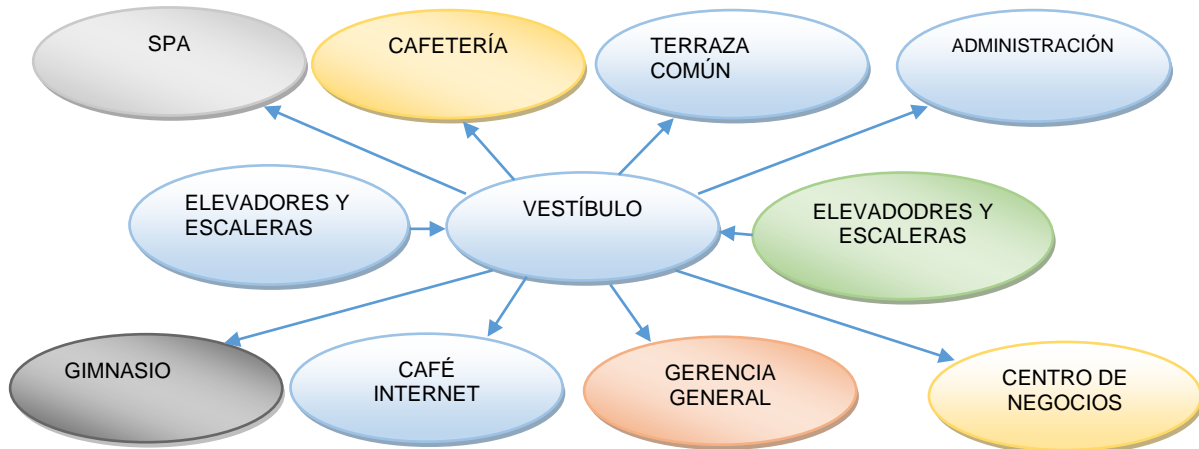 SPA
CAFETERÍA
TERRAZA
COMÚN
ADMINISTRACIÓN
ELEVADORES Y
ESCALERAS
VESTÍBULO
ELEVADODRES Y
ESCALERAS
GIMNASIO
CAFÉ
INTERNET
GERENCIA
GENERAL
CENTRO DE
NEGOCIOS